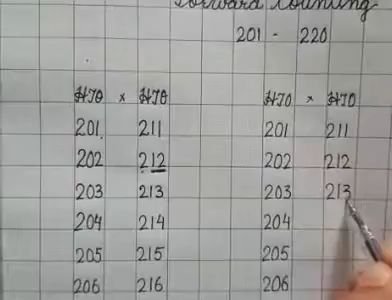 Forward Counting
201 - 220
HTO x HTO HTO x HTO
201 211 201 211
202 212 202 212
203 213 203 213
204 214 204
205 215 205
206 216 206